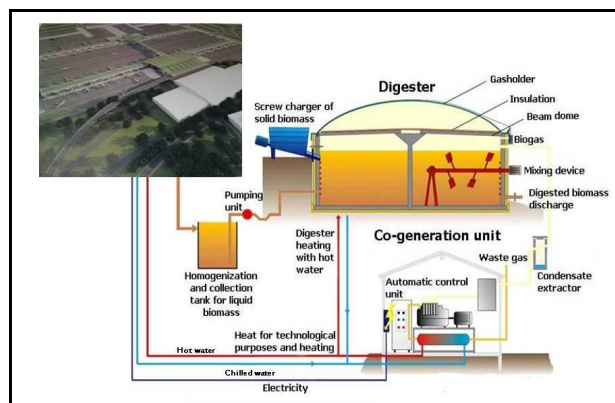 Digester
Gasholder
Insulation
Beam dome
Biogas
Screw charger of
solid biomass
Mixing device
Pumping
unit
Digested biomass
discharge
Digester
heating with
hot
water
Co-generation unit
Homogenization
and collection
tank for liquid
biomass
Waste gas
Condensate
extractor
Automatic control
unit
Heat for technological
purposes and heating
Hot water
Chilled water
Electricity